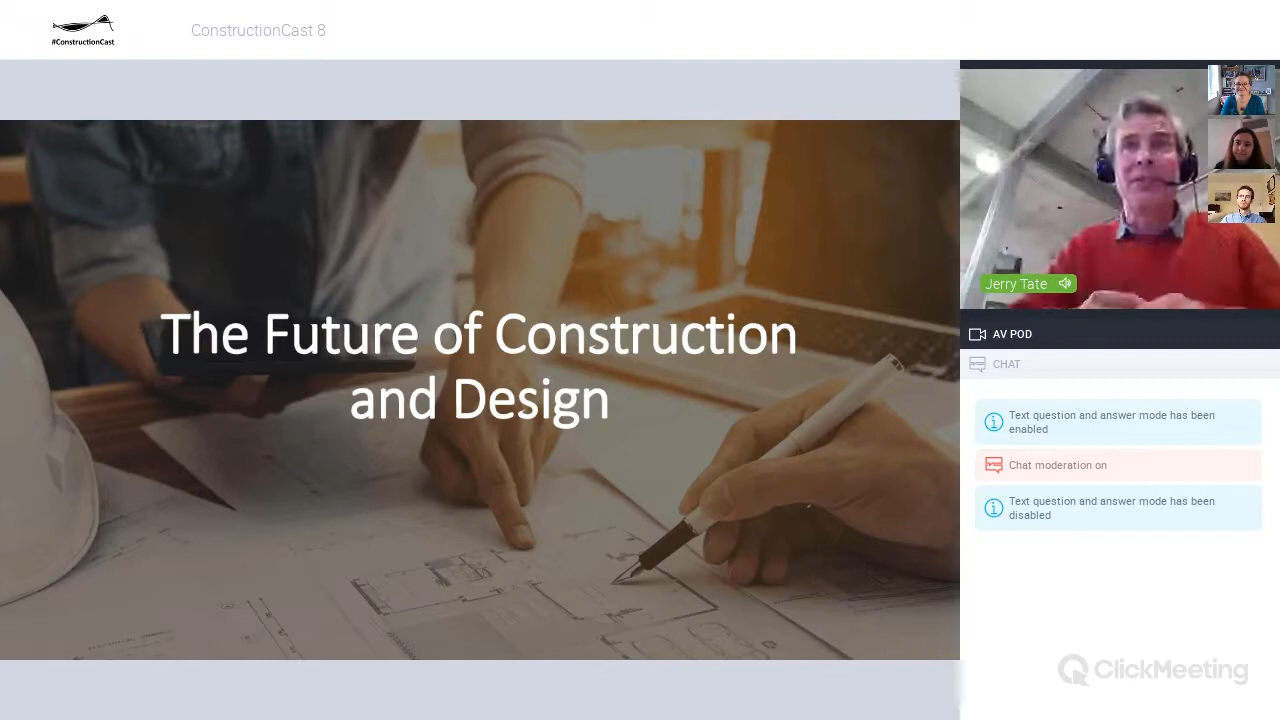 #ConstructionCast
ConstructionCast 8
The Future of Construction
and Design
Jerry Tate
AV POD
CHAT
Text question and answer mode has been
enabled
Chat moderation on
Text question and answer mode has been
disabled
ClickMeeting